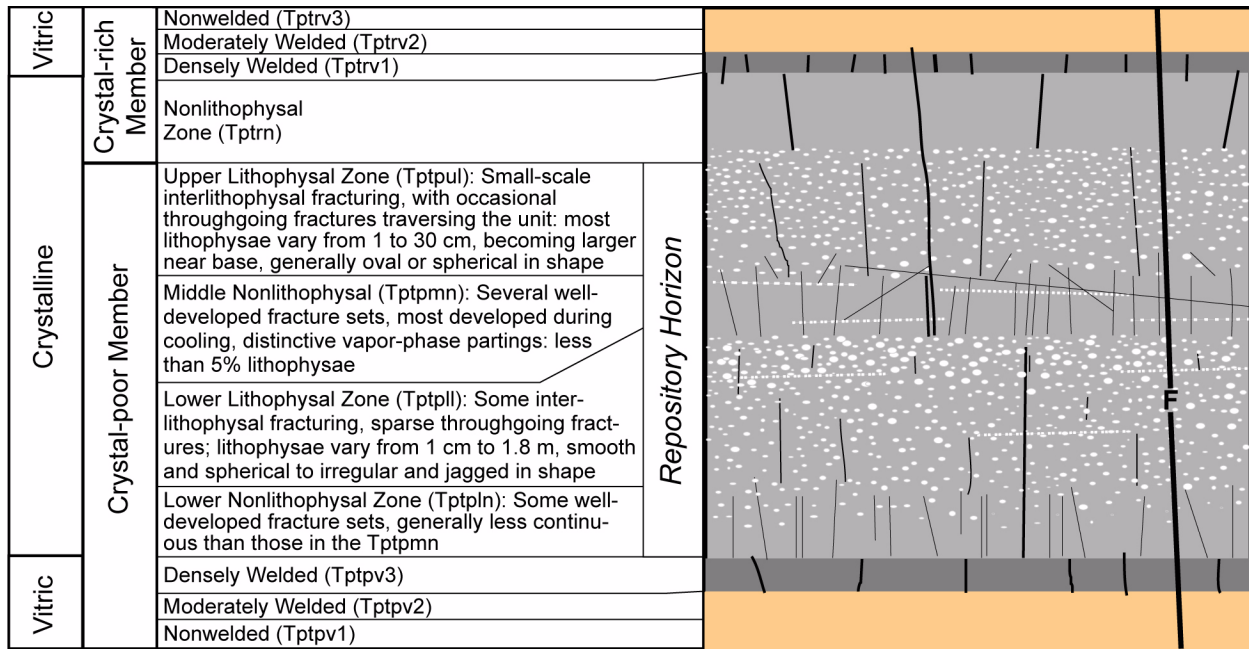 Vitric
Crystalline
Vitric
Crystal-rich
Member
Crystal-poor Member
Nonwelded (Tptrv3)
Moderately Welded (Tptrv2)
Densely Welded (Tptrv1)
Nonlithophysal
Zone (Tptrn)
Upper Lithophysal Zone (Tptpul): Small-scale
interlithophysal fracturing, with occasional
throughgoing fractures traversing the unit: most
lithophysae vary from 1 to 30 cm, becoming larger
near base, generally oval or spherical in shape
Middle Nonlithophysal (Tptpmn): Several well-
developed fracture sets, most developed during
cooling, distinctive vapor-phase partings: less
than 5% lithophysae
Lower Lithophysal Zone (Tptpll): Some inter-
lithophysal fracturing, sparse throughgoing fract-
ures; lithophysae vary from 1 cm to 1.8 m, smooth
and spherical to irregular and jagged in shape
Lower Nonlithophysal Zone (Tptpln): Some well-
developed fracture sets, generally less continu-
ous than those in the Tptpmn
Densely Welded (Tptpv3)
Moderately Welded (Tptpv2)
Nonwelded (Tptpv1)
Repository Horizon
F